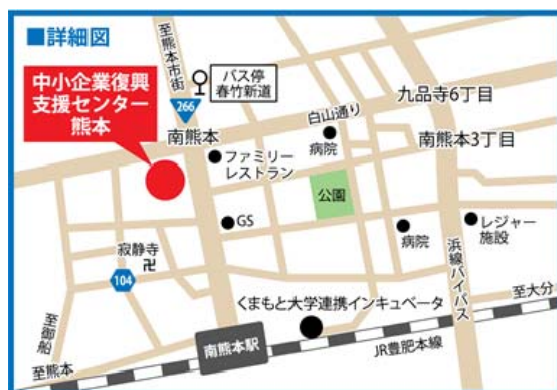 ■詳細図
至熊本市街
バス停
春竹新道
中小企業復興
支援センター
熊本
266
南熊本
白山通り
九品寺6丁目
南熊本3丁目
ファミリー
レストラン
病院
公園
GS
病院
レジャー
施設
寂静寺
卍
104
浜線バイパス
くまもと大学連携インキュベータ
至大分
至御船
至熊本
南熊本駅
JR豊肥本線